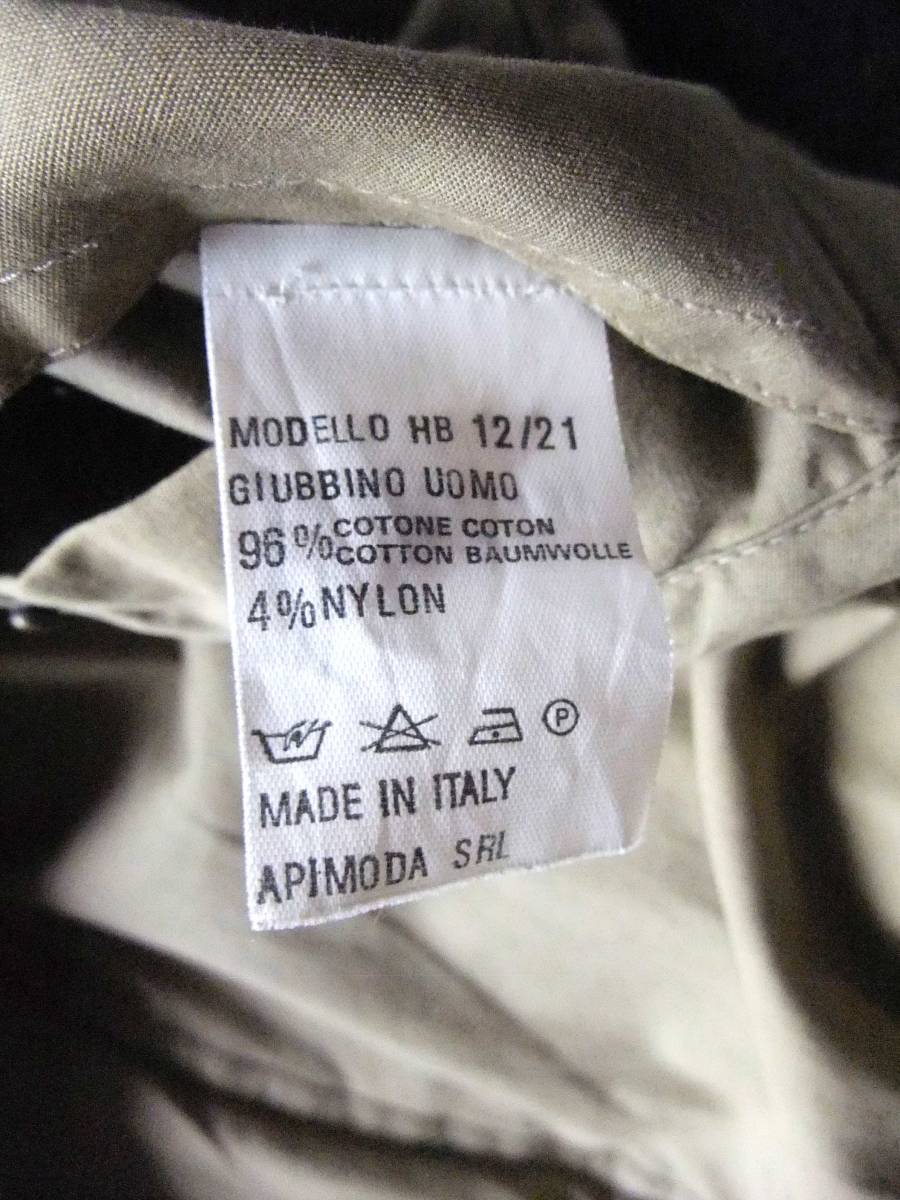 MODELLO HB 12/21
GIUBBINO UOMO
96% COTONE COTON
COTTON BAUMWOLLE
4% NYLON
P
MADE IN ITALY
APIMODA SRL